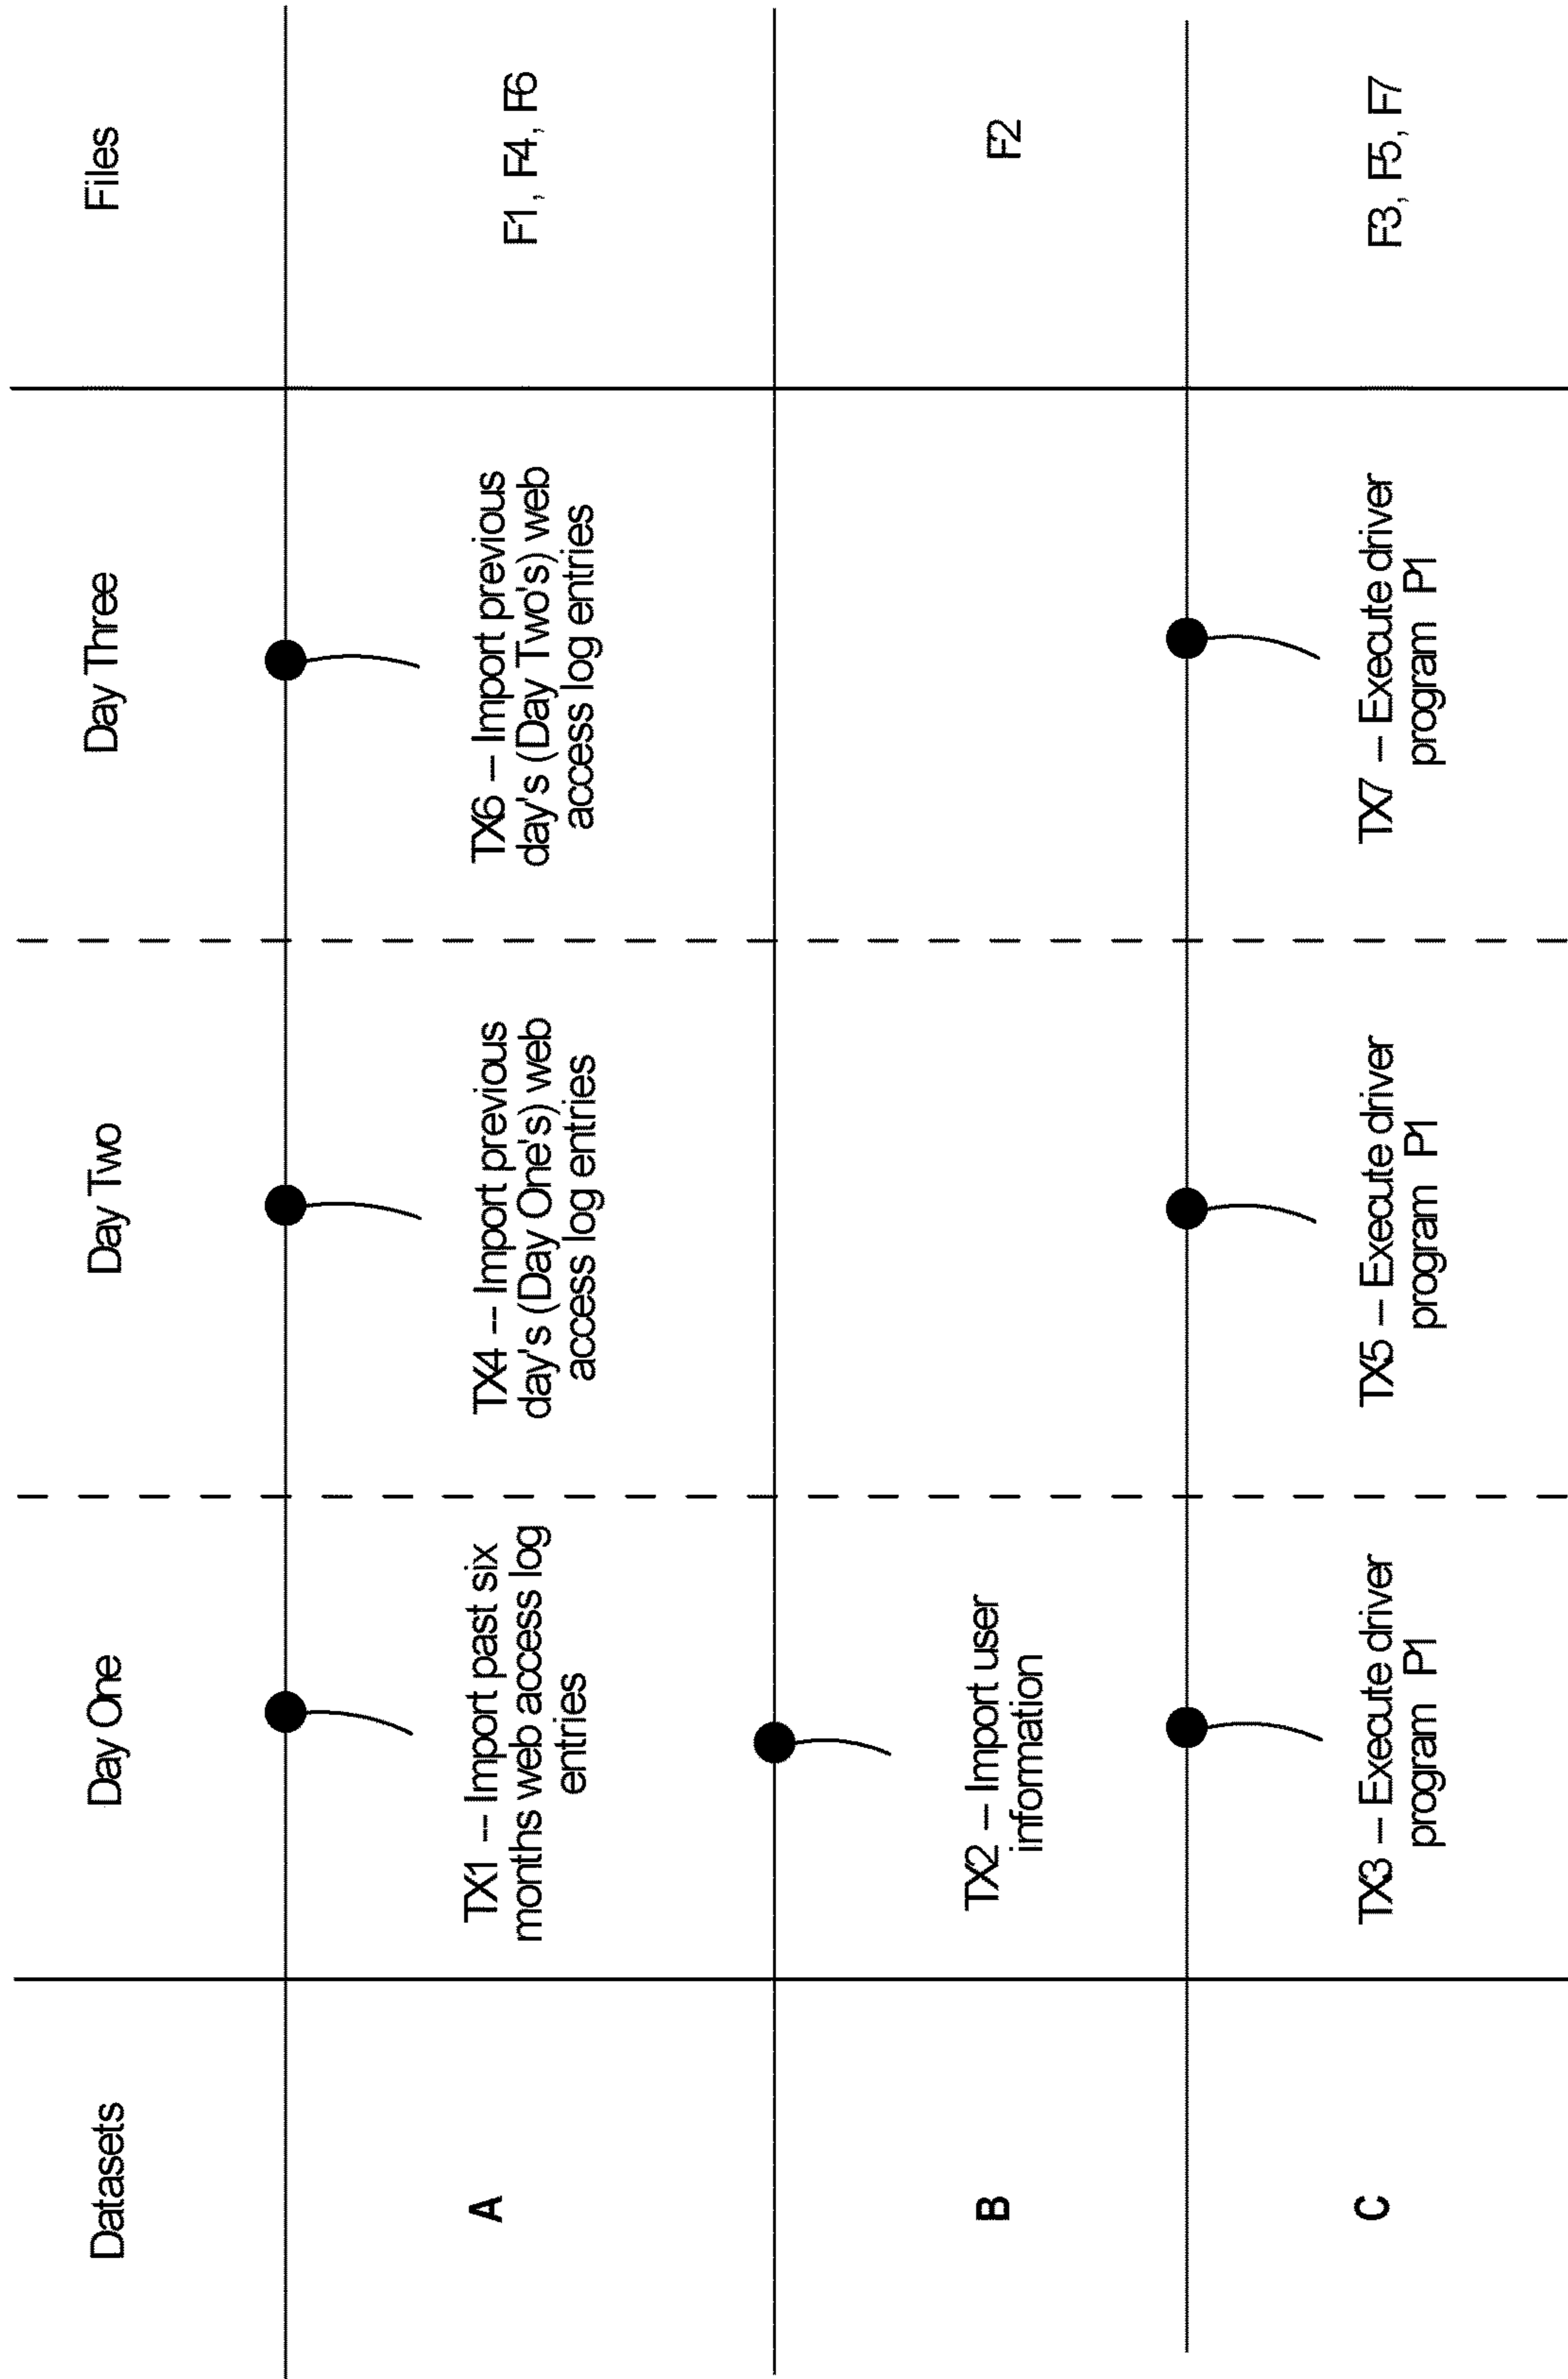 Datasets
Day One
Day Two
Day Three
Files
A
TX1 -- Import past six
months web access log
entries
TX4 -- Import previous
day's (Day One's) web
access log entries
TX6 – Import previous
day's (Day Two's) web
access log entries
F1, F4, F6
B
TX2 – Import user
information
F2
C
TX3 – Execute driver
program P1
TX5 – Execute driver
program P1
TX7 – Execute driver
program P1
F3, F5, F7